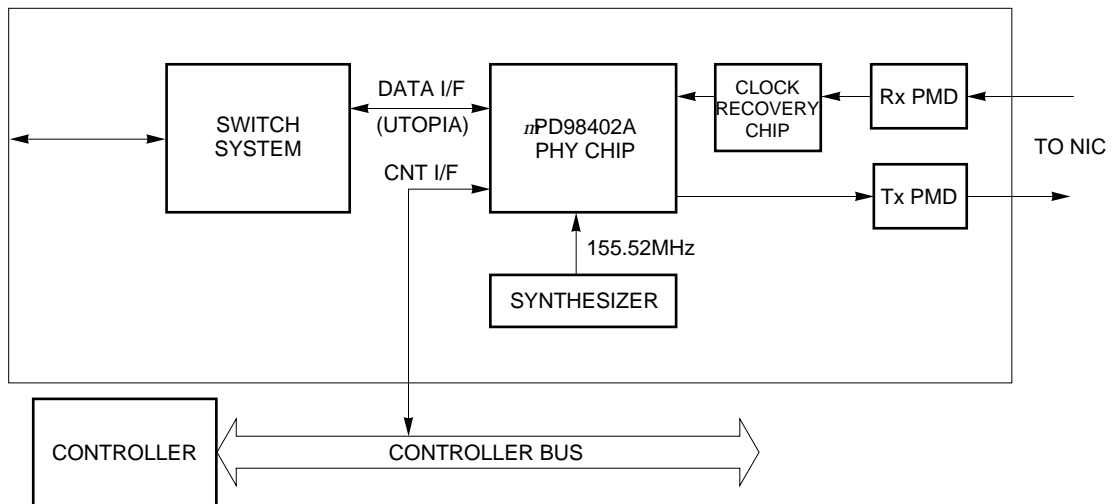 SWITCH
SYSTEM
DATA I/F
(UTOPIA)
CNT I/F
mPD98402A
PHY CHIP
CLOCK
RECOVERY
CHIP
Rx PMD
TO NIC
Tx PMD
155.52MHz
SYNTHESIZER
CONTROLLER
CONTROLLER BUS